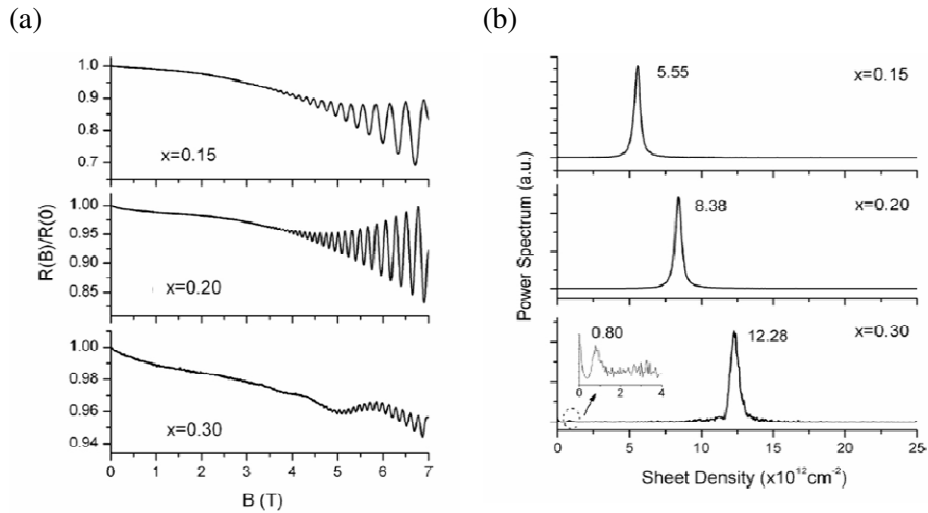 (a)
(b)
R(B)/R(0)
1.0
0.9
0.8
0.7
x=0.15
1.00
0.95
0.90
0.85
x=0.20
1.00
0.98
0.96
0.94
x=0.30
0 1 2 3 4 5 6 7
B (T)
Power Spectrum (a.u.)
5.55
x=0.15
8.38
x=0.20
0.80
12.28
x=0.30
0 2 4
0 5 10 15 20 25
Sheet Density (x10¹²cm⁻²)